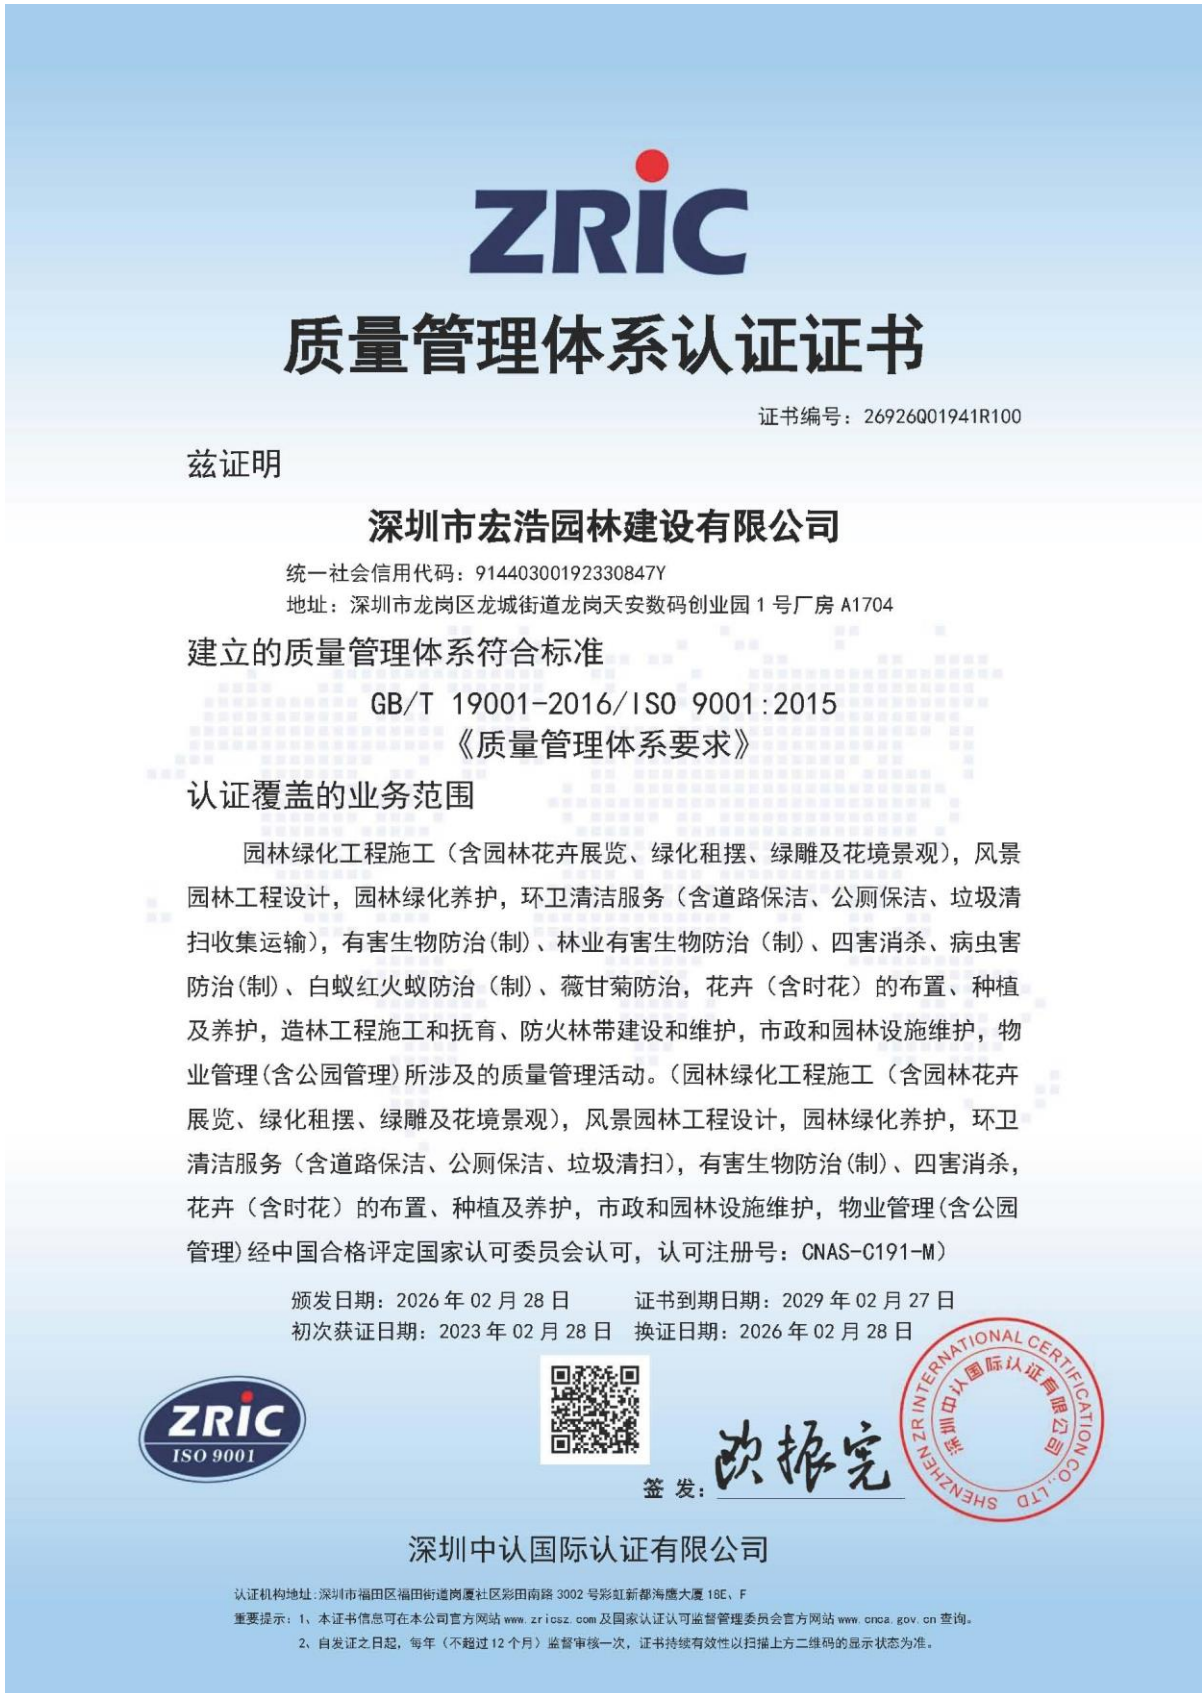 ZRIC
质量管理体系认证证书
证书编号：26926Q01941R100
兹证明
深圳市宏浩园林建设有限公司
统一社会信用代码：91440300192330847Y
地址：深圳市龙岗区龙城街道龙岗天安数码创业园1号厂房A1704
建立的质量管理体系符合标准
GB/T 19001-2016/ISO 9001:2015
《质量管理体系要求》
认证覆盖的业务范围
园林绿化工程施工（含园林花卉展览、绿化租摆、绿雕及花境景观），风景
园林工程设计，园林绿化养护，环卫清洁服务（含道路保洁、公厕保洁、垃圾清
扫收集运输），有害生物防治(制)、林业有害生物防治（制）、四害消杀、病虫害
防治(制)、白蚁红火蚁防治（制）、薇甘菊防治，花卉（含时花）的布置、种植
及养护，造林工程施工和抚育、防火林带建设和维护，市政和园林设施维护，物
业管理(含公园管理)所涉及的质量管理活动。（园林绿化工程施工（含园林花卉
展览、绿化租摆、绿雕及花境景观），风景园林工程设计，园林绿化养护，环卫
清洁服务（含道路保洁、公厕保洁、垃圾清扫），有害生物防治(制)、四害消杀，
花卉（含时花）的布置、种植及养护，市政和园林设施维护，物业管理(含公园
管理)经中国合格评定国家认可委员会认可，认可注册号：CNAS-C191-M）
颁发日期：2026年02月28日 证书到期日期：2029年02月27日
初次获证日期：2023年02月28日 换证日期：2026年02月28日
ZRIC
ISO 9001
签 发：欧振宪
SHENZHEN ZR INTERNATIONAL CERTIFICATION CO.,LTD
深圳中认国际认证有限公司
深圳中认国际认证有限公司
认证机构地址:深圳市福田区福田街道岗厦社区彩田南路3002号彩虹新都海鹰大厦18E、F
重要提示：1、本证书信息可在本公司官方网站www.zricsz.com及国家认证认可监督管理委员会官方网站www.cnca.gov.cn查询。
2、自发证之日起，每年（不超过12个月）监督审核一次，证书持续有效性以扫描上方二维码的显示状态为准。